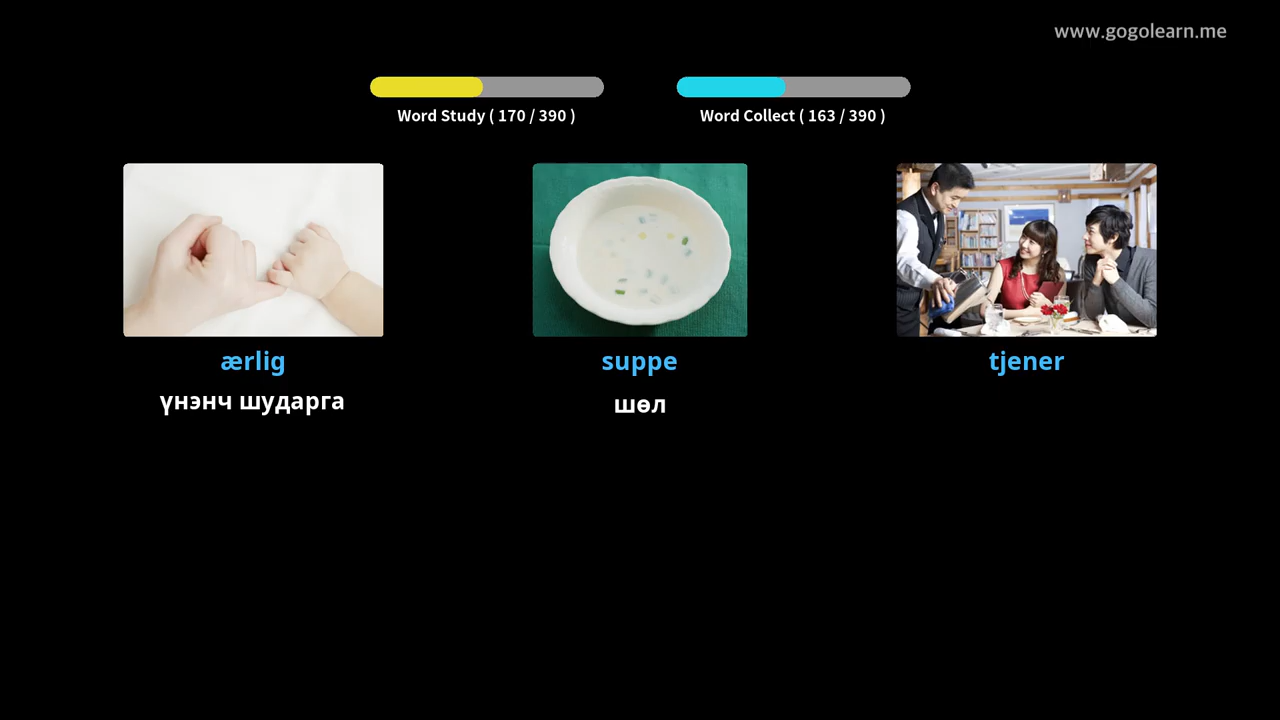 www.gogolearn.me
Word Study ( 170 / 390 )
Word Collect ( 163 / 390 )
ærlig
suppe
tjener
үнэнч шударга
шөл